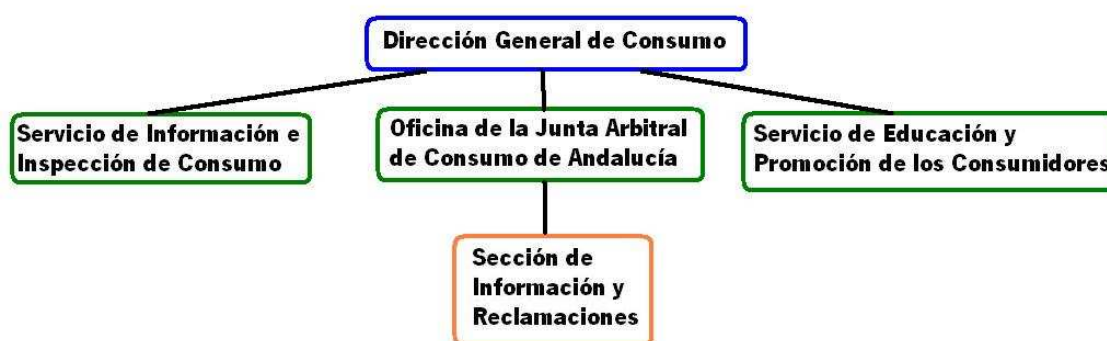 Dirección General de Consumo
Servicio de Información e
Inspección de Consumo
Oficina de la Junta Arbitral
de Consumo de Andalucía
Servicio de Educación y
Promoción de los Consumidores
Sección de
Información y
Reclamaciones